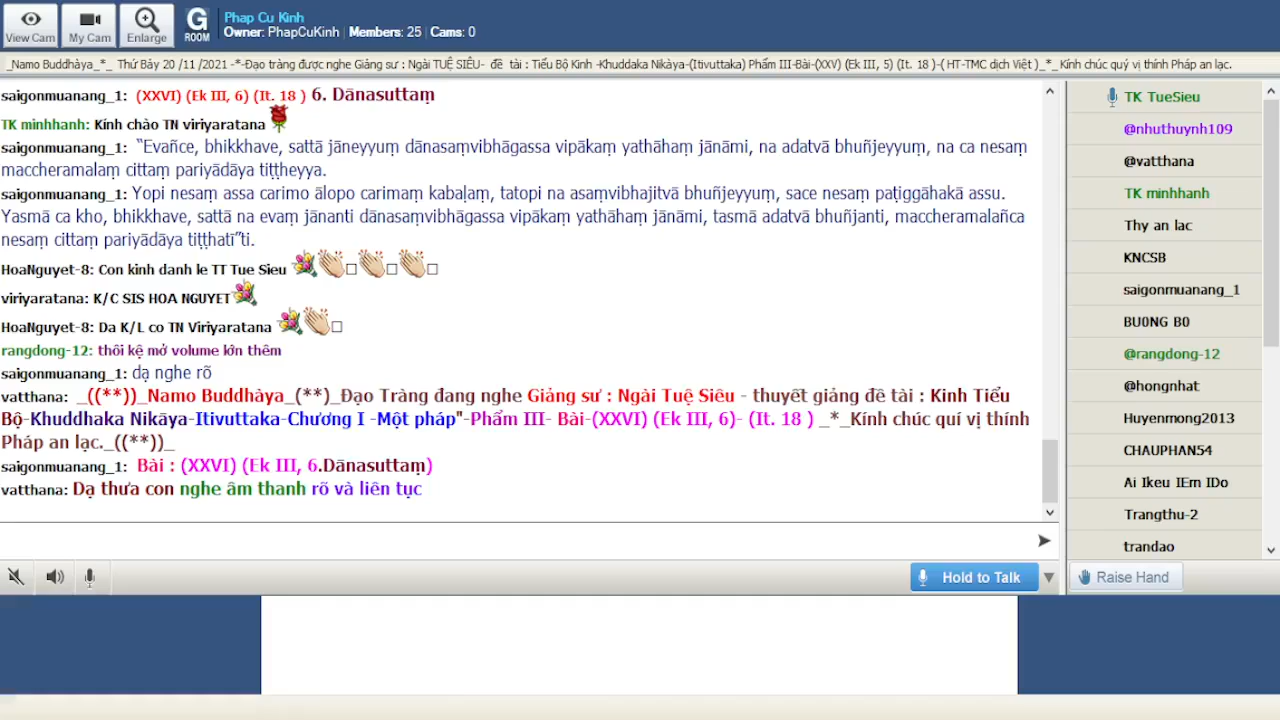 View Cam
My Cam
Enlarge
G
ROOM
Phap Cu Kinh
Owner: PhapCuKinh | Members: 25 | Cams: 0
_Namo Buddhàya_*_ Thứ Bảy 20 /11 /2021 -*-Đạo tràng được nghe Giảng sư : Ngài TUỆ SIÊU- đề tài : Tiểu Bộ Kinh -Khuddaka Nikàya-(Itivuttaka) Phẩm III-Bài-(XXV) (Ek III, 5) (It. 18 )-( HT-TMC dịch Việt )_*_Kính chúc quý vị thính Pháp an lạc.
saigonmuanang_1: (XXVI) (Ek III, 6) (It. 18 ) 6. Dānasuttaṃ
TK minhhanh: Kính chào TN viriyaratana
saigonmuanang_1: "Evañce, bhikkhave, sattā jāneyyuṃ dānasaṃvibhāgassa vipākaṃ yathāhaṃ jānāmi, na adatvā bhuñjeyyuṃ, na ca nesaṃ
maccheramalaṃ cittaṃ pariyādāya tiṭṭheyya.
saigonmuanang_1: Yopi nesaṃ assa carimo ālopo carimaṃ kabaḷaṃ, tatopi na asaṃvibhajitvā bhuñjeyyuṃ, sace nesaṃ paṭiggāhakā assu.
Yasmā ca kho, bhikkhave, sattā na evaṃ jānanti dānasaṃvibhāgassa vipākaṃ yathāhaṃ jānāmi, tasmā adatvā bhuñjanti, maccheramalañca
nesaṃ cittaṃ pariyādāya tiṭṭhatī"ti.
HoaNguyet-8: Con kinh danh le TT Tue Sieu
viriyaratana: K/C SIS HOA NGUYET
HoaNguyet-8: Da K/L co TN Viriyaratana
rangdong-12: thôi kệ mở volume lớn thêm
saigonmuanang_1: dạ nghe rõ
vatthana: _((**))_Namo Buddhàya_(**)_Đạo Tràng đang nghe Giảng sư : Ngài Tuệ Siêu - thuyết giảng đề tài : Kinh Tiểu
Bộ-Khuddhaka Nikāya-Itivuttaka-Chương I -Một pháp"-Phẩm III- Bài-(XXVI) (Ek III, 6)- (It. 18 ) _*_Kính chúc quí vị thính
Pháp an lạc._((**))_
saigonmuanang_1: Bài : (XXVI) (Ek III, 6.Dānasuttaṃ)
vatthana: Dạ thưa con nghe âm thanh rõ và liên tục
Hold to Talk
TK TueSieu
@nhuthuynh109
@vatthana
TK minhhanh
Thy an lac
KNCSB
saigonmuanang_1
BU0NG B0
@rangdong-12
@hongnhat
Huyenmong2013
CHAUPHAN54
Ai Ikeu IEm IDo
Trangthu-2
trandao
Raise Hand